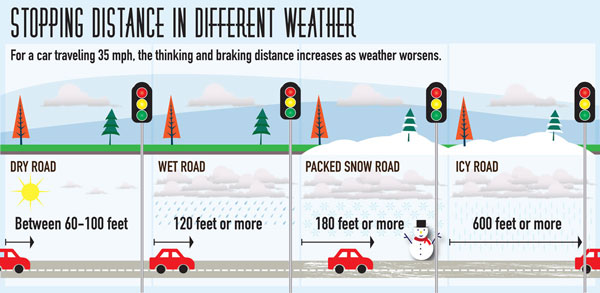 STOPPING DISTANCE IN DIFFERENT WEATHER
For a car traveling 35 mph, the thinking and braking distance increases as weather worsens.
DRY ROAD
Between 60-100 feet
WET ROAD
120 feet or more
PACKED SNOW ROAD
180 feet or more
ICY ROAD
600 feet or more